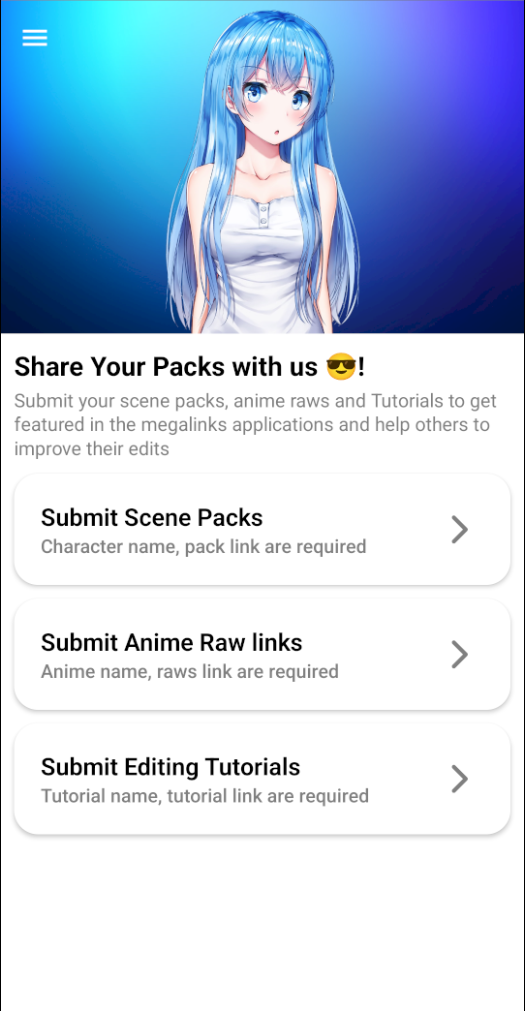 Share Your Packs with us 😎!
Submit your scene packs, anime raws and Tutorials to get
featured in the megalinks applications and help others to
improve their edits
Submit Scene Packs
Character name, pack link are required
Submit Anime Raw links
Anime name, raws link are required
Submit Editing Tutorials
Tutorial name, tutorial link are required